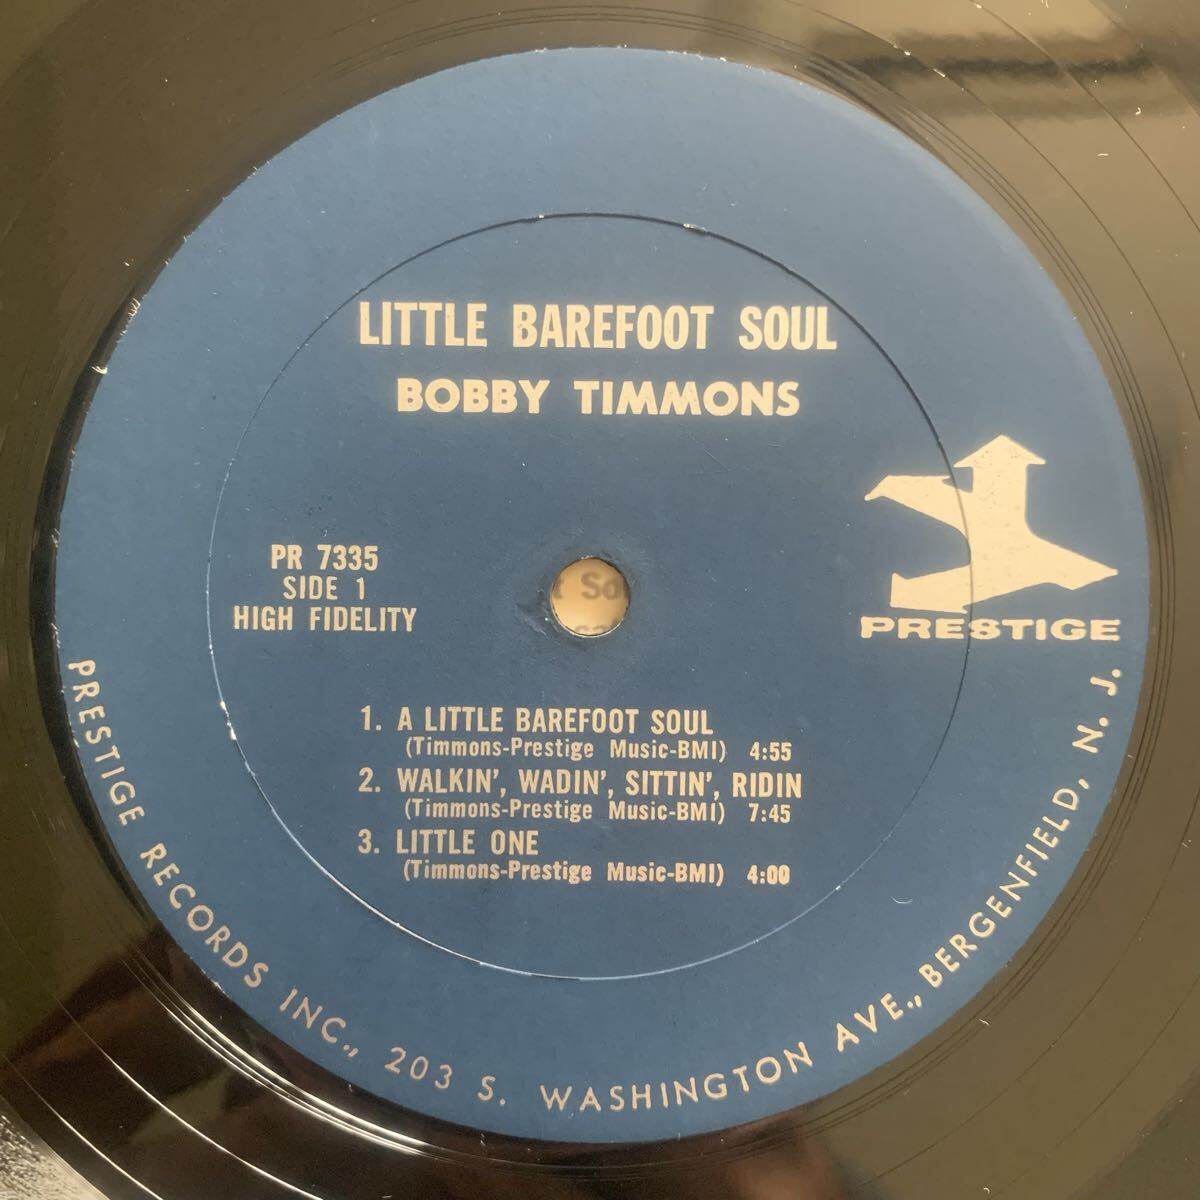 LITTLE BAREFOOT SOUL
BOBBY TIMMONS
PR 7335
SIDE 1
HIGH FIDELITY
So
PRESTIGE
1. A LITTLE BAREFOOT SOUL
(Timmons-Prestige Music-BMI) 4:55
2. WALKIN', WADIN', SITTIN', RIDIN
(Timmons-Prestige Music-BMI) 7:45
3. LITTLE ONE
(Timmons-Prestige Music-BMI) 4:00
PRESTIGE RECORDS INC., 203 S. WASHINGTON AVE., BERGENFIELD, N. J.